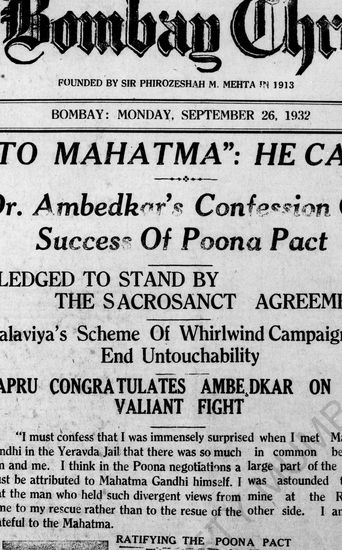 Bombay Chr
FOUNDED BY SIR PHIROZESHAH M. MEHTA IN 1913
BOMBAY: MONDAY, SEPTEMBER 26, 1932
TO MAHATMA": HE CA
Dr. Ambedkar's Confession O
Success Of Poona Pact
LEDGED TO STAND BY
THE SACROSANCT AGREEME
alaviya's Scheme Of Whirlwind Campaign
End Untouchability
APRU CONGRATULATES AMBEDKAR ON
VALIANT FIGHT
"I must confess that I was immensely surprised when I met Ma
ndhi in the Yeravda Jail that there was so much in common be
m and me. I think in the Poona negotiations a large part of the
ust be attributed to Mahatma Gandhi himself. I was astounded t
at the man who held such divergent views from mine at the R
me to my rescue rather than to the resue of the other side. I am
ateful to the Mahatma.
RATIFYING THE POONA PACT